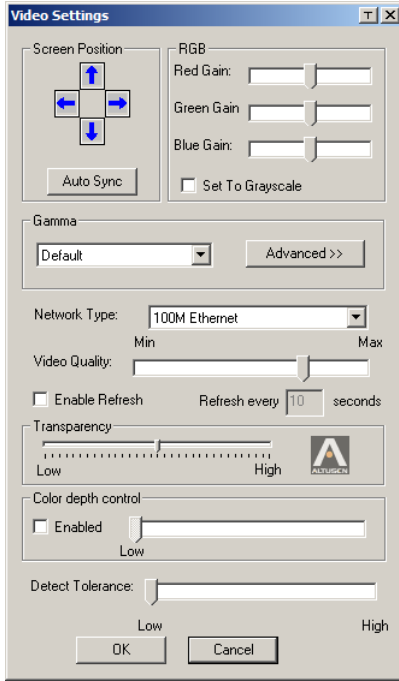 Video Settings
Screen Position
Auto Sync
RGB
Red Gain:
Green Gain
Blue Gain:
Set To Grayscale
Gamma
Default
Advanced >>
Network Type:
100M Ethernet
Min Max
Video Quality:
Enable Refresh Refresh every 10 seconds
Transparency
Low High
ALTUSEN
Color depth control
Enabled
Low
Detect Tolerance:
Low High
OK Cancel